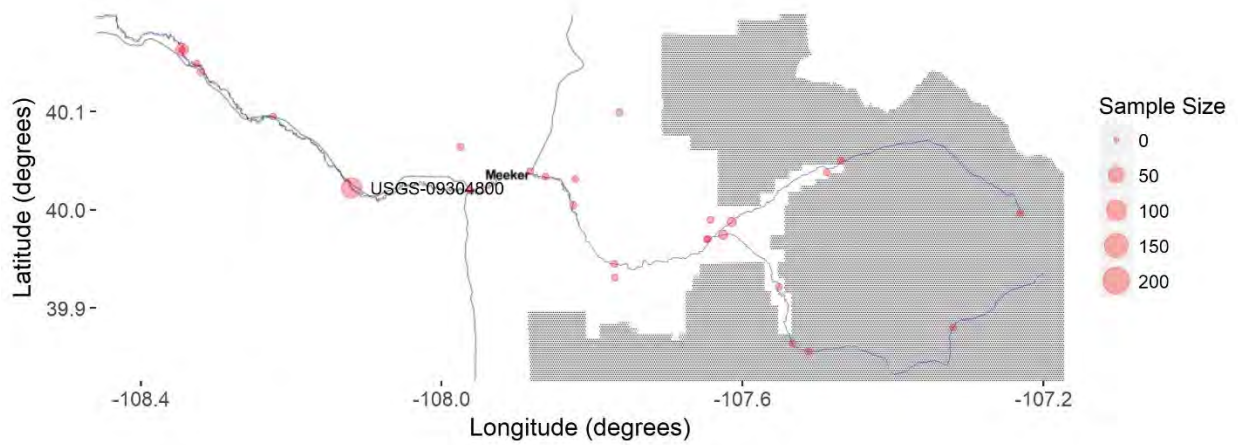 Sample Size
0
50
100
150
200
40.1
40.0
39.9
Latitude (degrees)
Meeker
USGS-09304800
-108.4
-108.0
-107.6
-107.2
Longitude (degrees)